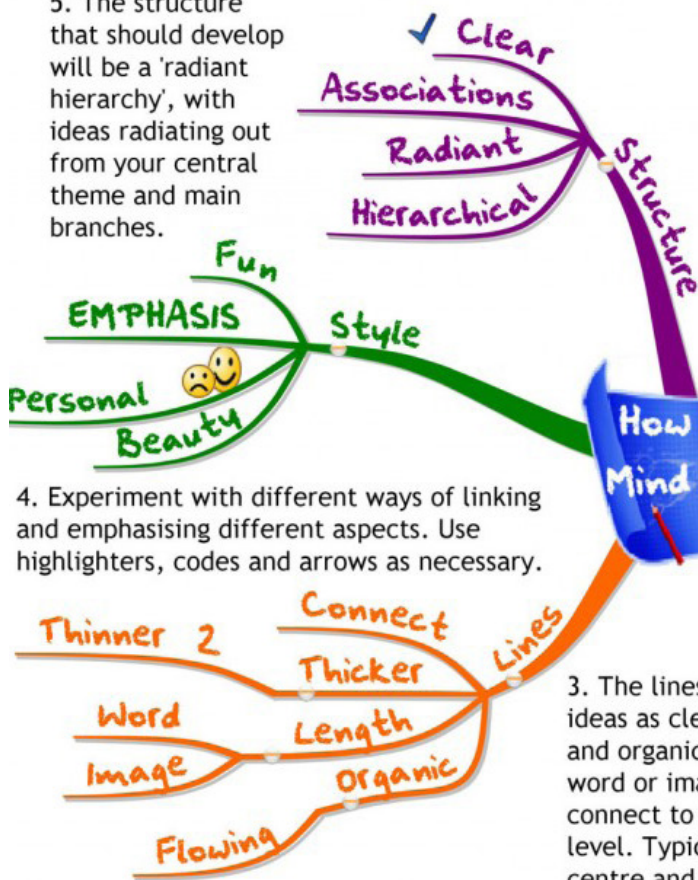 5. The structure
that should develop
will be a 'radiant
hierarchy', with
ideas radiating out
from your central
theme and main
branches.
Clear
Associations
Radiant
Hierarchical
Structure
Fun
EMPHASIS
Personal
Beauty
Style
How
Mind
4. Experiment with different ways of linking
and emphasising different aspects. Use
highlighters, codes and arrows as necessary.
Connect
Thinner 2
Thicker
Lines
Word
Length
Image
Organic
Flowing
3. The lines
ideas as cle
and organic
word or ima
connect to
level. Typic
centre and